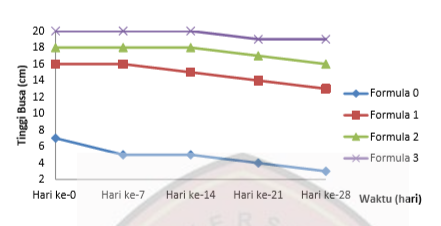 20
18
16
14
12
10
8
6
4
2
Tinggi Busa (cm)
Hari ke-0 Hari ke-7 Hari ke-14 Hari ke-21 Hari ke-28
Waktu (hari)
Formula 0
Formula 1
Formula 2
Formula 3
ERS